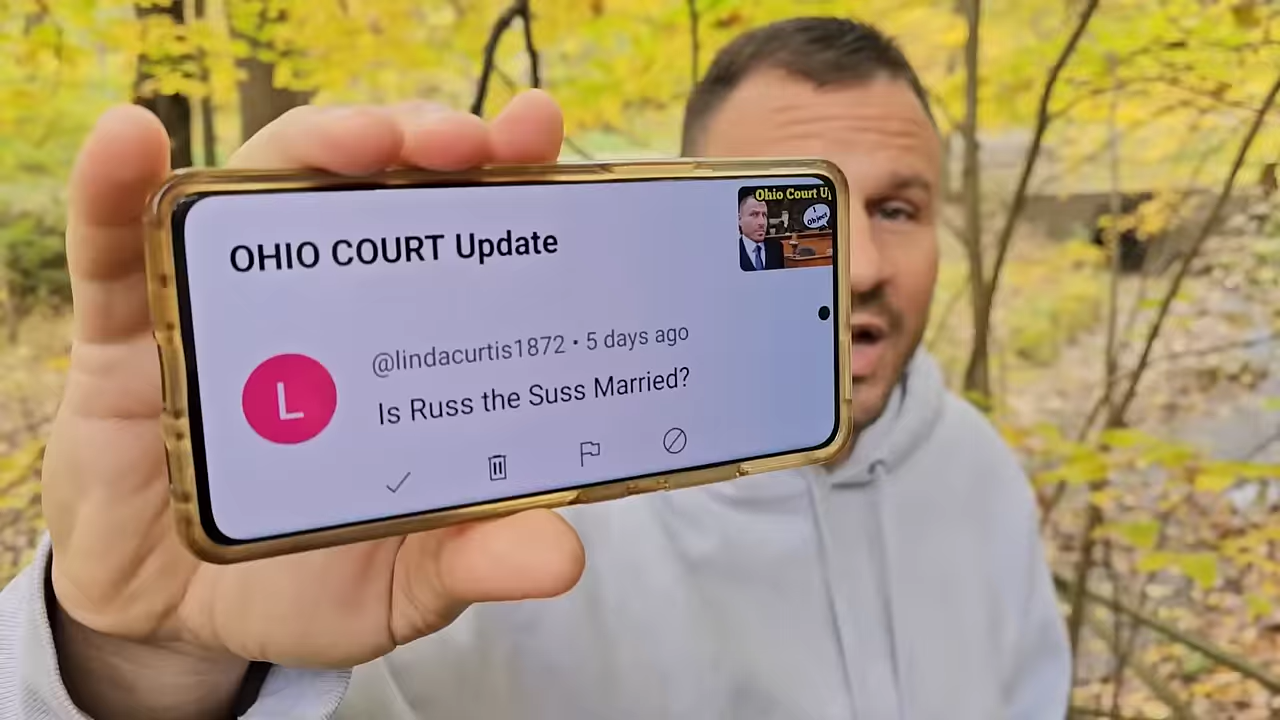 OHIO COURT Update
Ohio Court U
I
Object
@lindacurtis1872 • 5 days ago
L
Is Russ the Suss Married?